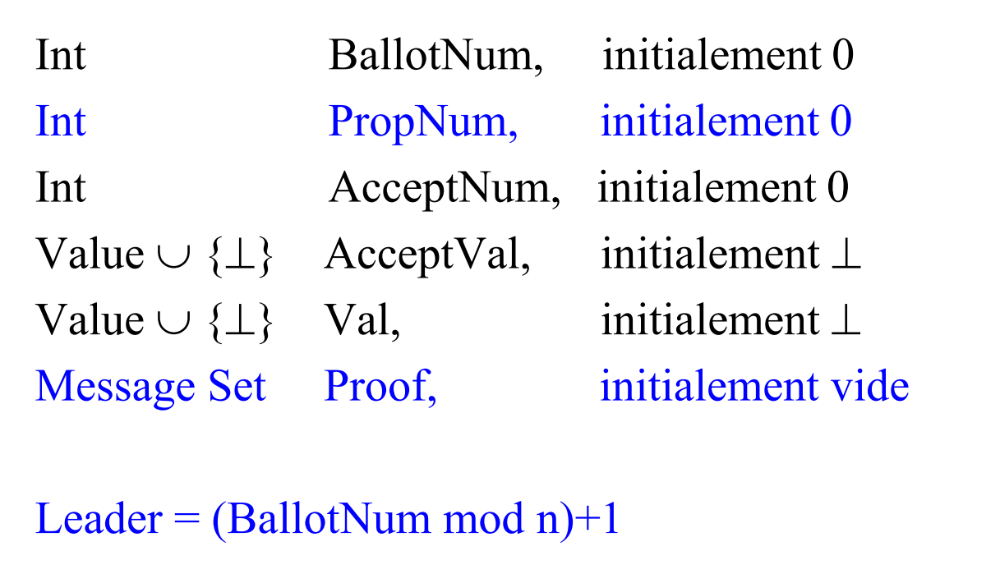 Int BallotNum, initialement 0
Int PropNum, initialement 0
Int AcceptNum, initialement 0
Value ∪ {⊥} AcceptVal, initialement ⊥
Value ∪ {⊥} Val, initialement ⊥
Message Set Proof, initialement vide
Leader = (BallotNum mod n)+1